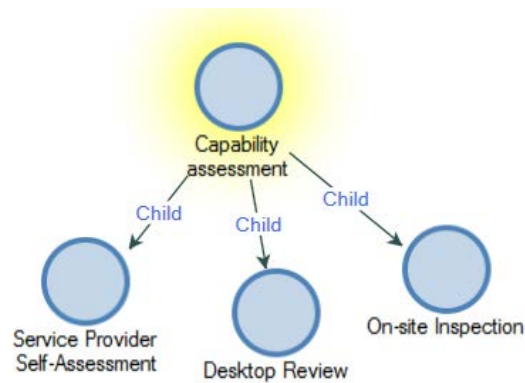 Capability
assessment
Child
Child
Child
Service Provider
Self-Assessment
Desktop Review
On-site Inspection